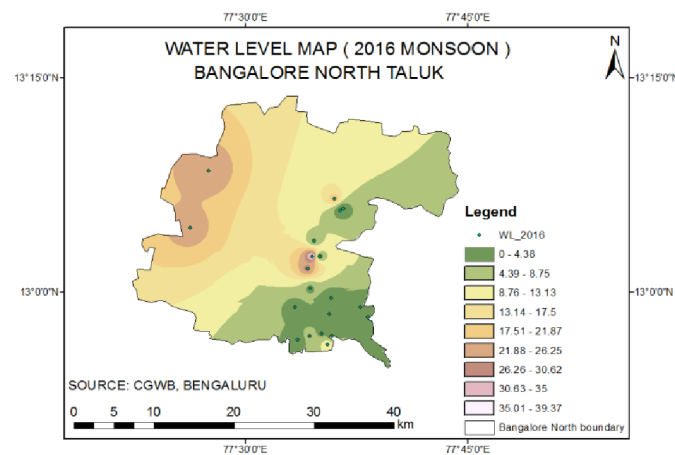 77°30'0"E 77°45'0"E
WATER LEVEL MAP ( 2016 MONSOON )
BANGALORE NORTH TALUK
N
13°15'0"N 13°15'0"N
Legend
WL_2016
0 - 4.38
4.39 - 8.75
8.76 - 13.13
13.14 - 17.5
17.51 - 21.87
21.88 - 26.25
26.26 - 30.62
30.63 - 35
35.01 - 39.37
Bangalore North boundary
13°0'0"N 13°0'0"N
SOURCE: CGWB, BENGALURU
0 5 10 20 30 40
km
77°30'0"E 77°45'0"E